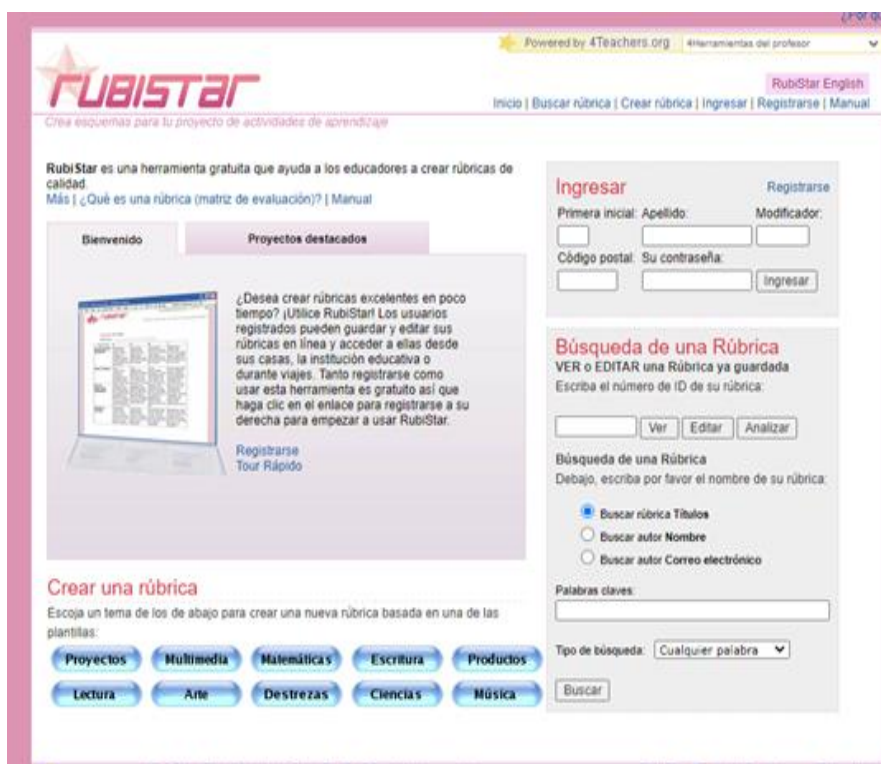 ¿Por qu
Powered by 4Teachers.org
4Herramientas del profesor
RUBISTAR
RubiStar English
Inicio | Buscar rúbrica | Crear rúbrica | Ingresar | Registrarse | Manual
Crea esquemas para tu proyecto de actividades de aprendizaje
RubiStar es una herramienta gratuita que ayuda a los educadores a crear rúbricas de
calidad.
Más | ¿Qué es una rúbrica (matriz de evaluación)? | Manual
Bienvenido
Proyectos destacados
¿Desea crear rúbricas excelentes en poco
tiempo? ¡Utilice RubiStar! Los usuarios
registrados pueden guardar y editar sus
rúbricas en línea y acceder a ellas desde
sus casas, la institución educativa o
durante viajes. Tanto registrarse como
usar esta herramienta es gratuito así que
haga clic en el enlace para registrarse a su
derecha para empezar a usar RubiStar.
Registrarse
Tour Rápido
Crear una rúbrica
Escoja un tema de los de abajo para crear una nueva rúbrica basada en una de las
plantillas:
Proyectos Multimedia Matemáticas Escritura Productos
Lectura Arte Destrezas Ciencias Música
Ingresar
Registrarse
Primera inicial: Apellido: Modificador:
Código postal: Su contraseña:
Ingresar
Búsqueda de una Rúbrica
VER o EDITAR una Rúbrica ya guardada
Escriba el número de ID de su rúbrica:
Ver Editar Analizar
Búsqueda de una Rúbrica
Debajo, escriba por favor el nombre de su rúbrica:
Buscar rúbrica Títulos
Buscar autor Nombre
Buscar autor Correo electrónico
Palabras claves:
Tipo de búsqueda: Cualquier palabra
Buscar